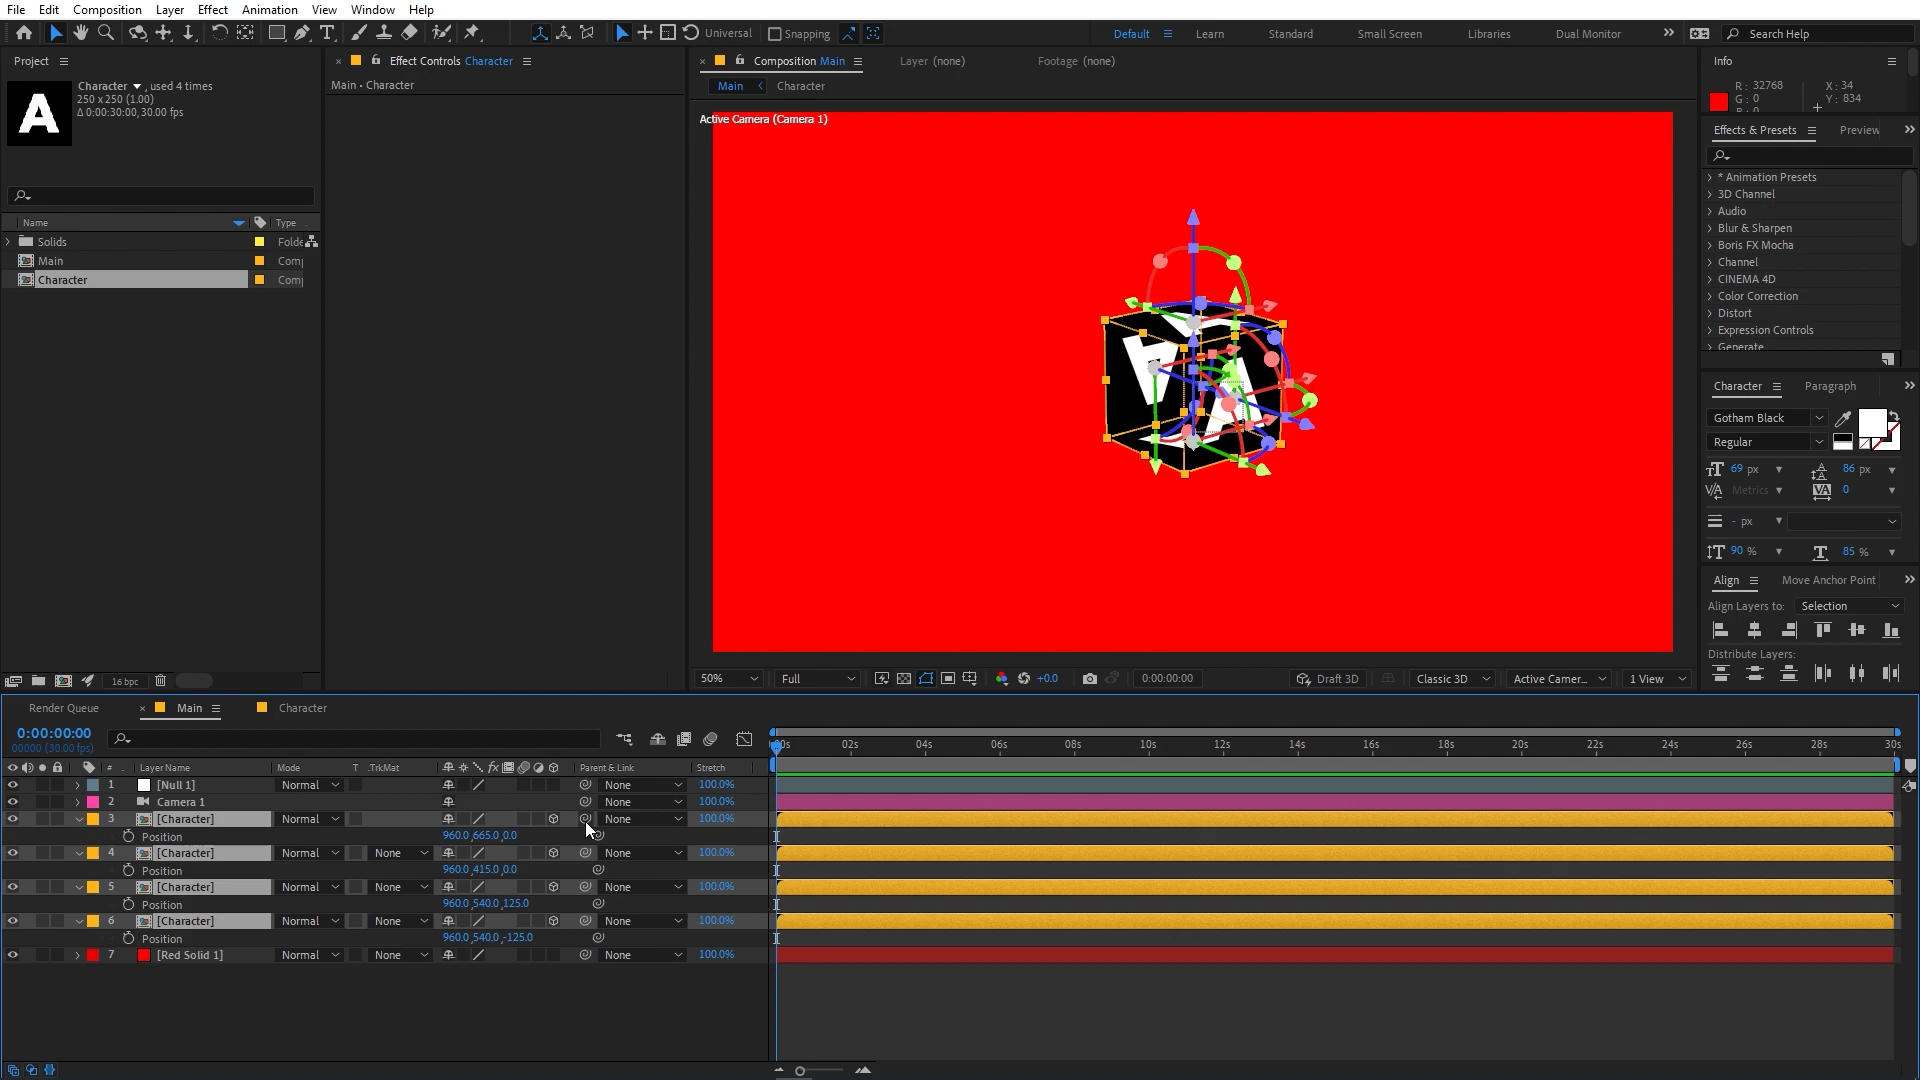 File Edit Composition Layer Effect Animation View Window Help
Universal Snapping Default Learn Standard Small Screen Libraries Dual Monitor Search Help
Project
Character , used 4 times
250 x 250 (1.00)
Δ 0:00:30:00, 30.00 fps
A
Name Type
Solids Folde
Main Comp
Character Comp
16 bpc
Effect Controls Character
Main • Character
Composition Main Layer (none) Footage (none)
Main Character
Active Camera (Camera 1)
50% Full +0.0 0:00:00:00 Draft 3D Classic 3D Active Camer... 1 View
Info
R : 32768 X : 34
G : 0 Y : 834
Effects & Presets Preview
* Animation Presets
3D Channel
Audio
Blur & Sharpen
Boris FX Mocha
Channel
CINEMA 4D
Color Correction
Distort
Expression Controls
Generate
Character Paragraph
Gotham Black
Regular
69 px 86 px
Metrics 0
- px
90 % 85 %
Align Move Anchor Point
Align Layers to: Selection
Distribute Layers:
Render Queue Main Character
0:00:00:00
00000 (30.00 fps)
# Layer Name Mode T .TrkMat Parent & Link Stretch
00s 02s 04s 06s 08s 10s 12s 14s 16s 18s 20s 22s 24s 26s 28s 30s
1 [Null 1] Normal None 100.0%
2 Camera 1 None 100.0%
3 [Character] Normal None 100.0%
Position 960.0,665.0,0.0
4 [Character] Normal None None 100.0%
Position 960.0,415.0,0.0
5 [Character] Normal None None 100.0%
Position 960.0,540.0,125.0
6 [Character] Normal None None 100.0%
Position 960.0,540.0,-125.0
7 [Red Solid 1] Normal None None 100.0%